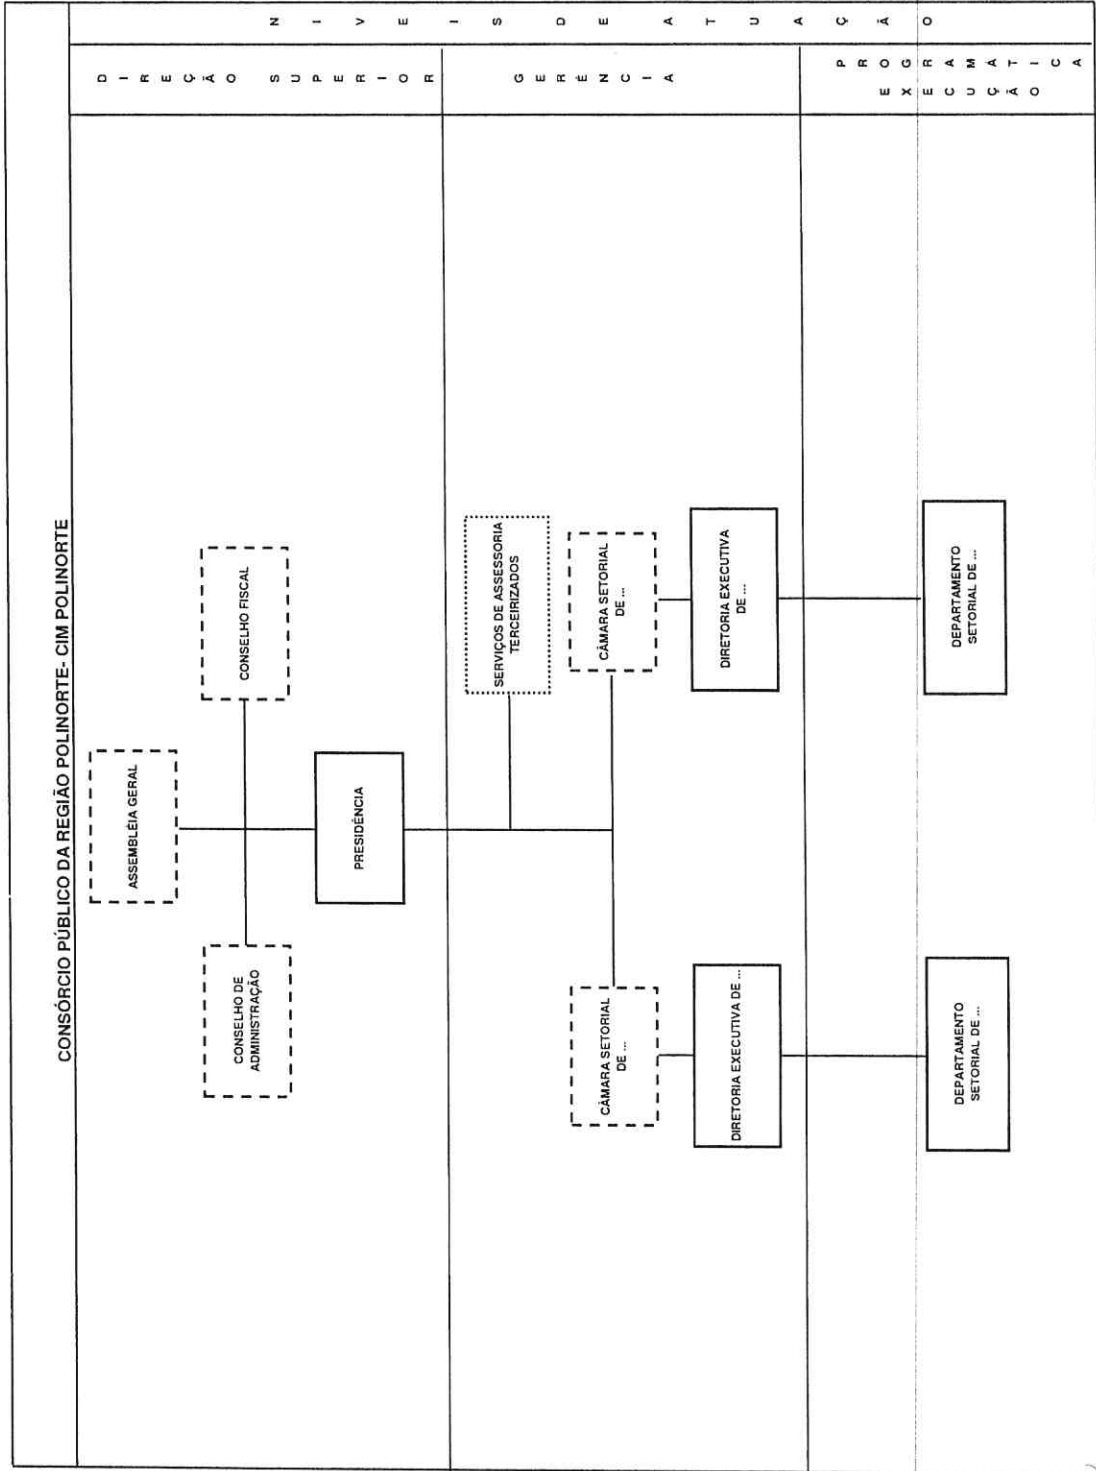 CONSÓRCIO PÚBLICO DA REGIÃO POLINORTE- CIM POLINORTE
NIVEIS DE ATUAÇÃO
DIREÇÃO SUPERIOR
ASSEMBLÉIA GERAL
CONSELHO DE
ADMINISTRAÇÃO
CONSELHO FISCAL
PRESIDÊNCIA
GERÊNCIA
SERVIÇOS DE ASSESSORIA
TERCEIRIZADOS
CÂMARA SETORIAL
DE ...
CÂMARA SETORIAL
DE ...
DIRETORIA EXECUTIVA DE ...
DIRETORIA EXECUTIVA
DE ...
EXECUÇÃO
PROGRAMÁTICA
DEPARTAMENTO
SETORIAL DE ...
DEPARTAMENTO
SETORIAL DE ...